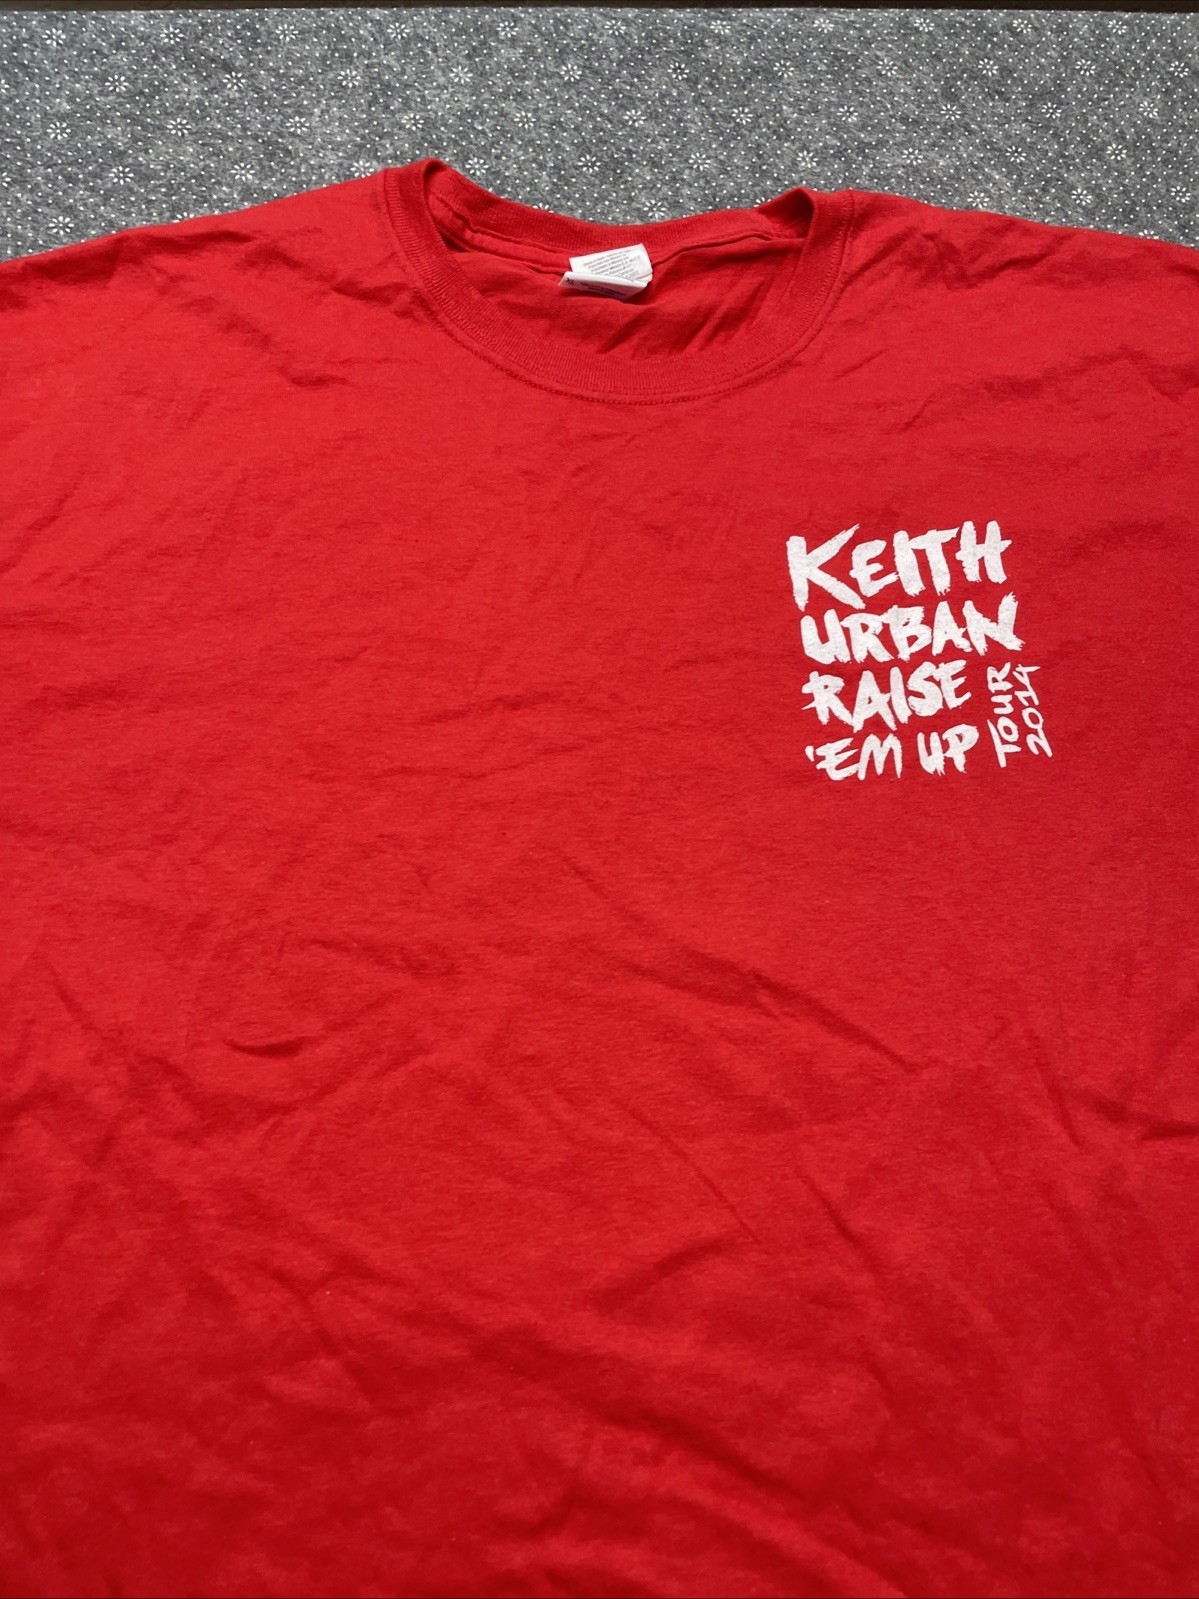 KEITH
URBAN
RAISE
'EM UP
TOUR
2014